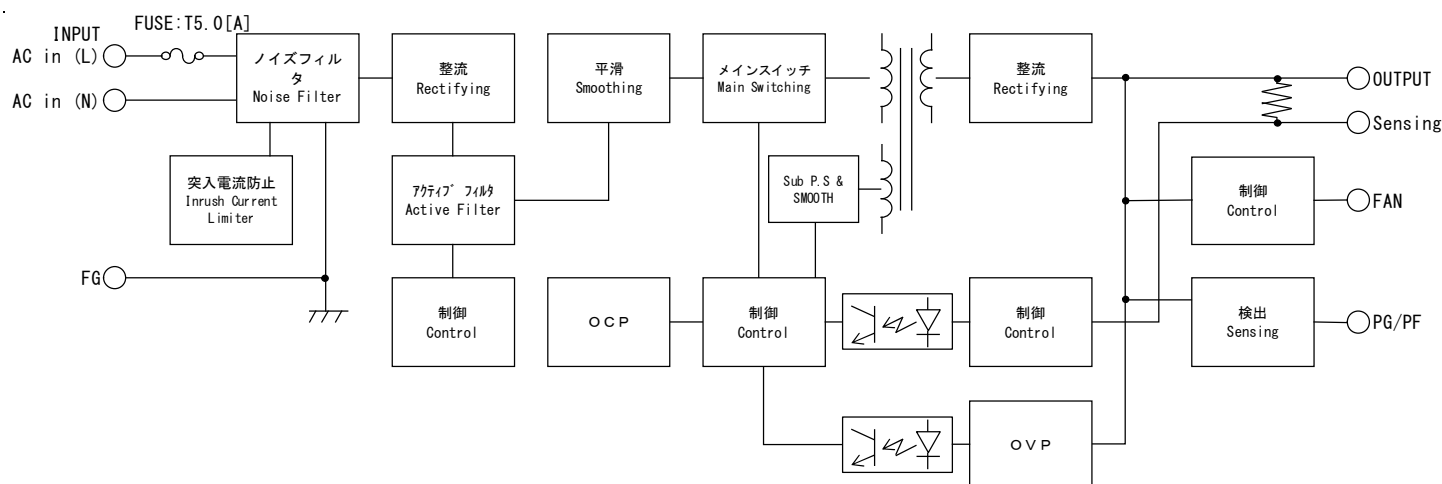 INPUT
FUSE:T5.0[A]
AC in (L)
AC in (N)
ノイズフィル
タ
Noise Filter
整流
Rectifying
平滑
Smoothing
メインスイッチ
Main Switching
整流
Rectifying
OUTPUT
Sensing
突入電流防止
Inrush Current
Limiter
アクティブ フィルタ
Active Filter
Sub P.S &
SMOOTH
制御
Control
FAN
FG
制御
Control
OCP
制御
Control
制御
Control
検出
Sensing
PG/PF
OVP